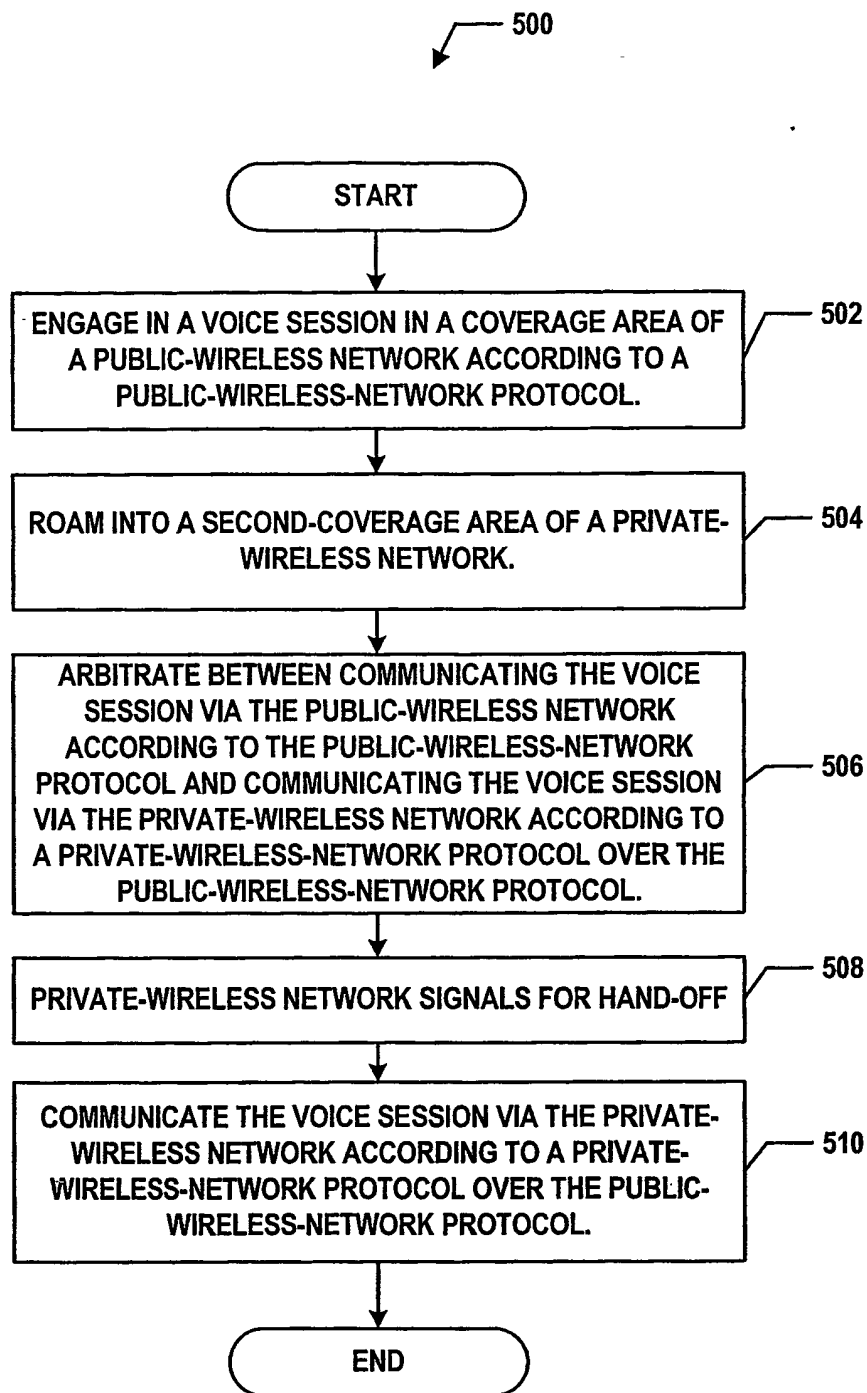 500
START
ENGAGE IN A VOICE SESSION IN A COVERAGE AREA OF
A PUBLIC-WIRELESS NETWORK ACCORDING TO A
PUBLIC-WIRELESS-NETWORK PROTOCOL.
502
ROAM INTO A SECOND-COVERAGE AREA OF A PRIVATE-
WIRELESS NETWORK.
504
ARBITRATE BETWEEN COMMUNICATING THE VOICE
SESSION VIA THE PUBLIC-WIRELESS NETWORK
ACCORDING TO THE PUBLIC-WIRELESS-NETWORK
PROTOCOL AND COMMUNICATING THE VOICE SESSION
VIA THE PRIVATE-WIRELESS NETWORK ACCORDING TO
A PRIVATE-WIRELESS-NETWORK PROTOCOL OVER THE
PUBLIC-WIRELESS-NETWORK PROTOCOL.
506
PRIVATE-WIRELESS NETWORK SIGNALS FOR HAND-OFF
508
COMMUNICATE THE VOICE SESSION VIA THE PRIVATE-
WIRELESS NETWORK ACCORDING TO A PRIVATE-
WIRELESS-NETWORK PROTOCOL OVER THE PUBLIC-
WIRELESS-NETWORK PROTOCOL.
510
END